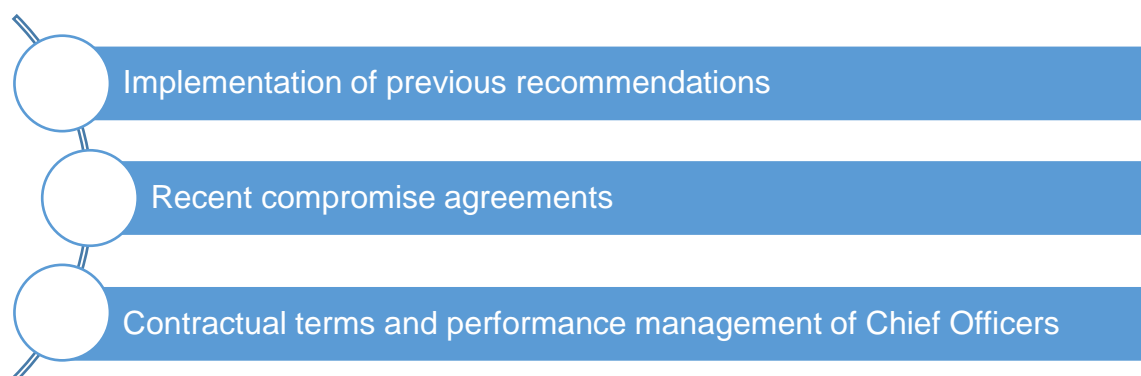 Implementation of previous recommendations
Recent compromise agreements
Contractual terms and performance management of Chief Officers